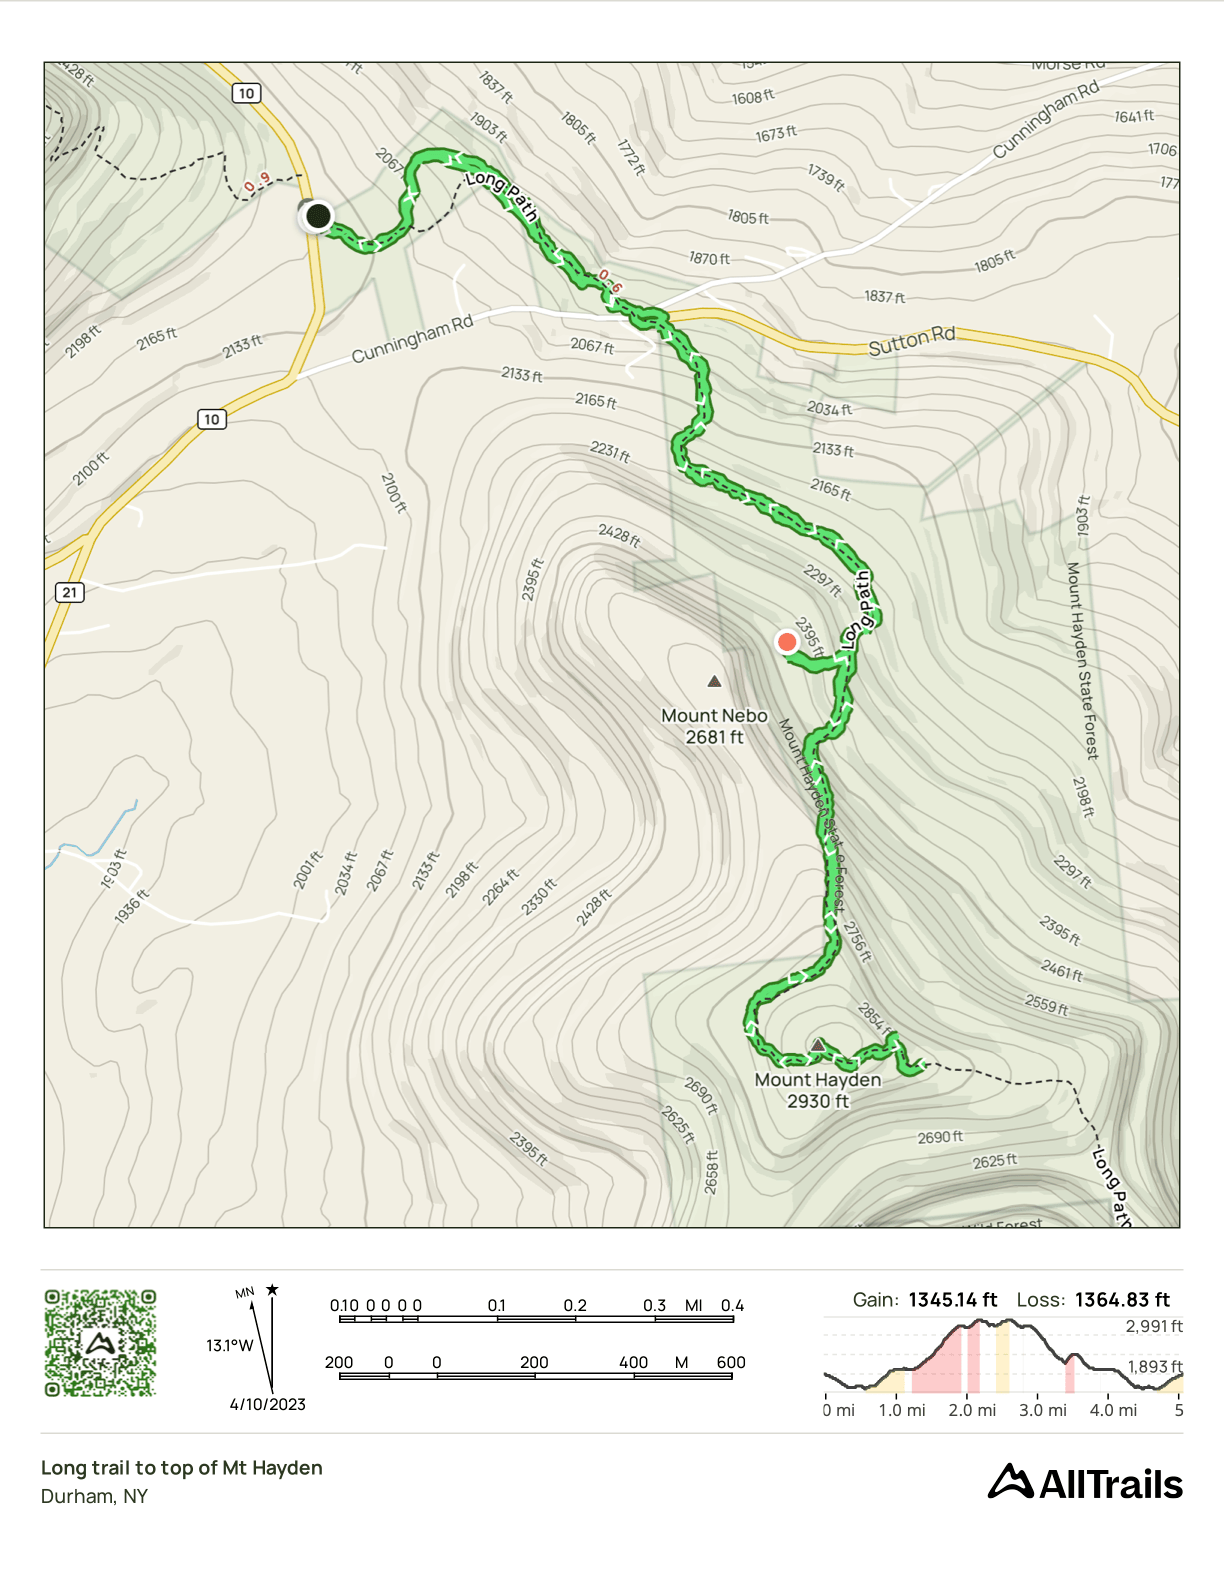 2428 ft
10
1837 ft
1608 ft
Morse Rd
Cunningham Rd
1641 ft
1903 ft
1805 ft
1673 ft
1706
2067
1772 ft
1739 ft
177
0.9
Long Path
1805 ft
1870 ft
1805 ft
0.6
1837 ft
2198 ft
2165 ft
2133 ft
Cunningham Rd
2067 ft
Sutton Rd
2133 ft
2165 ft
2034 ft
10
2231 ft
2133 ft
2100 ft
2100 ft
2165 ft
1903 ft
2428 ft
2395 ft
2297 ft
21
Long Path
2395 ft
Mount Hayden State Forest
Mount Nebo
2681 ft
Mount Hayden State Forest
2198 ft
1903 ft
2001 ft
2034 ft
2067 ft
2133 ft
2198 ft
2264 ft
2330 ft
2428 ft
1936 ft
2297 ft
2756 ft
2395 ft
2461 ft
2559 ft
2854 ft
Mount Hayden
2930 ft
2690 ft
2625 ft
2395 ft
2658 ft
2690 ft
2625 ft
Long Path
Wild Forest
MN
13.1°W
4/10/2023
0.10 0 0 0 0 0.1 0.2 0.3 MI 0.4
200 0 0 200 400 M 600
Gain: 1345.14 ft Loss: 1364.83 ft
2,991 ft
1,893 ft
0 mi 1.0 mi 2.0 mi 3.0 mi 4.0 mi 5
Long trail to top of Mt Hayden
Durham, NY
AllTrails